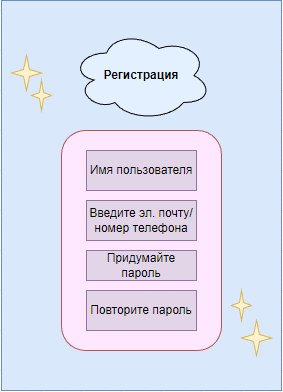 Регистрация
Имя пользователя
Введите эл. почту/
номер телефона
Придумайте
пароль
Повторите пароль